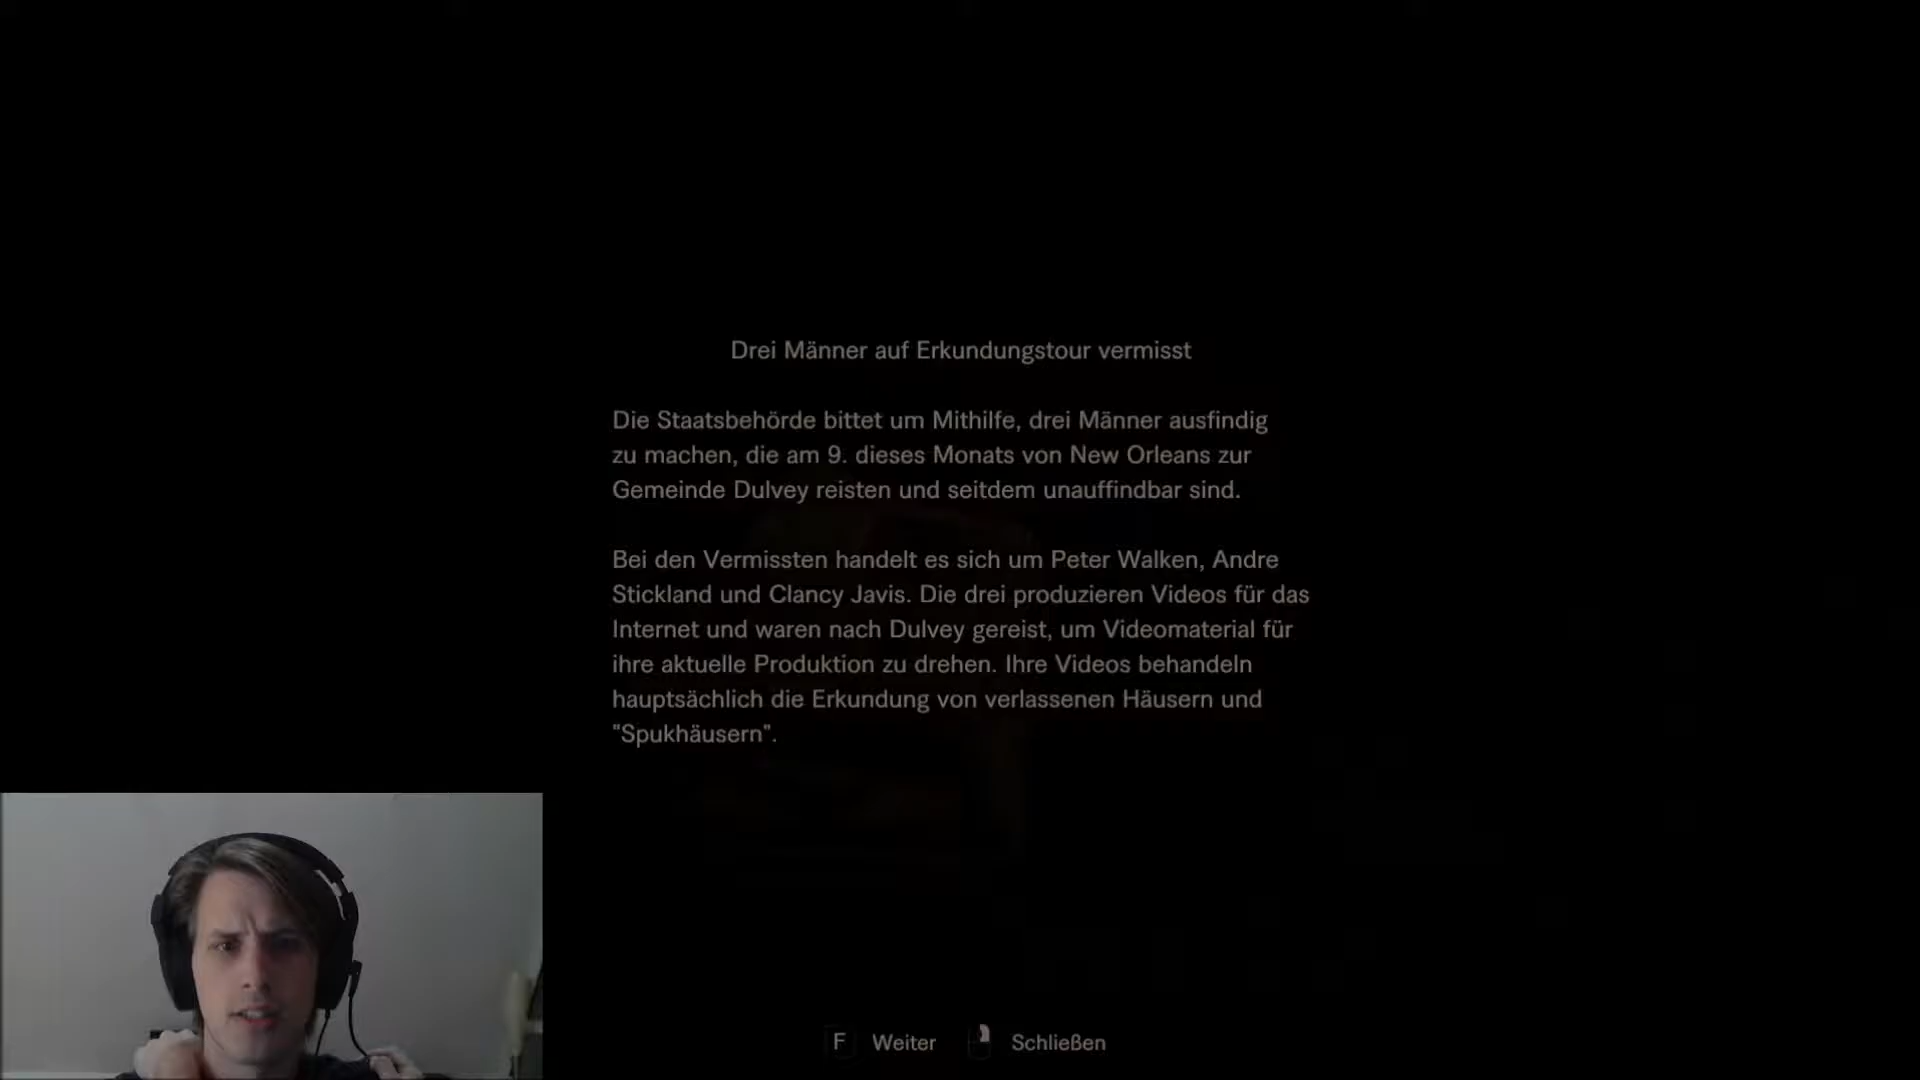 Drei Männer auf Erkundungstour vermisst
Die Staatsbehörde bittet um Mithilfe, drei Männer ausfindig
zu machen, die am 9. dieses Monats von New Orleans zur
Gemeinde Dulvey reisten und seitdem unauffindbar sind.
Bei den Vermissten handelt es sich um Peter Walken, Andre
Stickland und Clancy Javis. Die drei produzieren Videos für das
Internet und waren nach Dulvey gereist, um Videomaterial für
ihre aktuelle Produktion zu drehen. Ihre Videos behandeln
hauptsächlich die Erkundung von verlassenen Häusern und
"Spukhäusern".
F Weiter Schließen